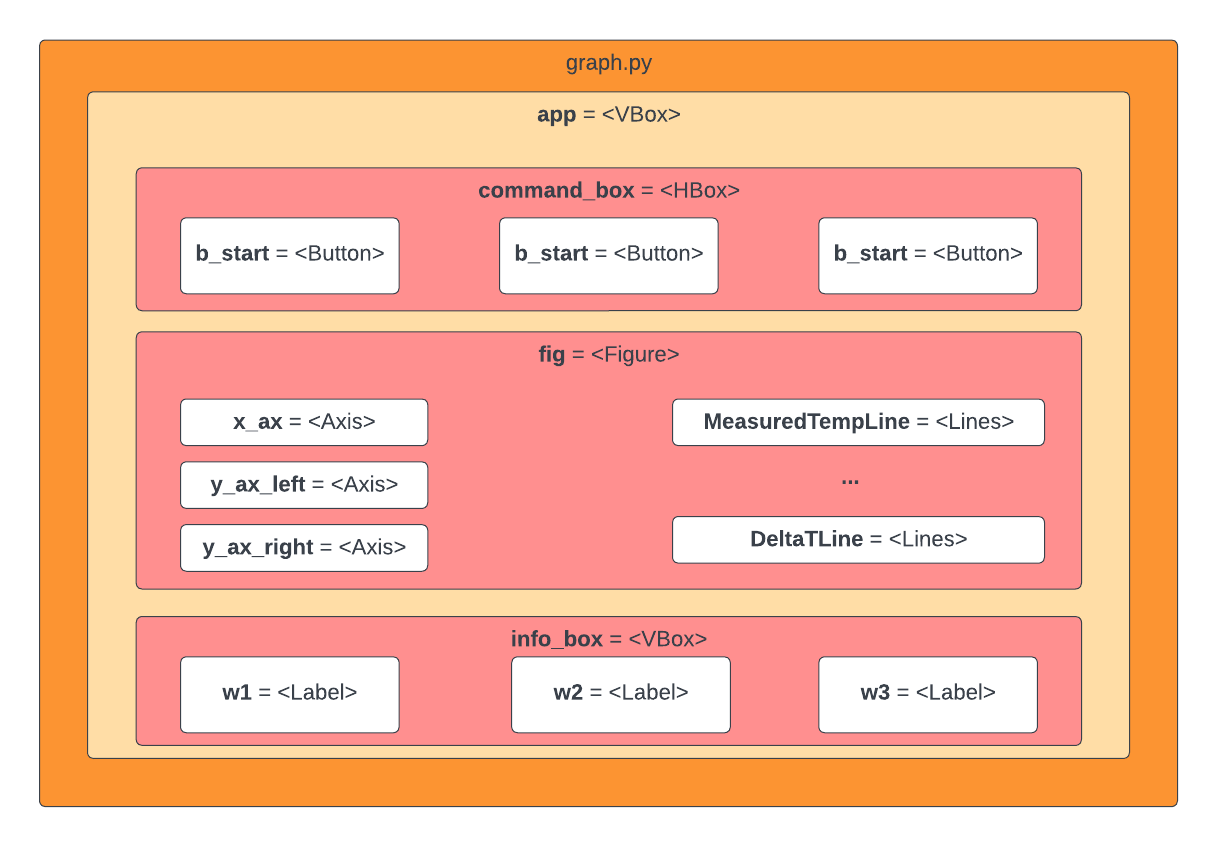 graph.py
app = <VBox>
command_box = <HBox>
b_start = <Button>
b_start = <Button>
b_start = <Button>
fig = <Figure>
x_ax = <Axis>
y_ax_left = <Axis>
y_ax_right = <Axis>
MeasuredTempLine = <Lines>
...
DeltaTLine = <Lines>
info_box = <VBox>
w1 = <Label>
w2 = <Label>
w3 = <Label>